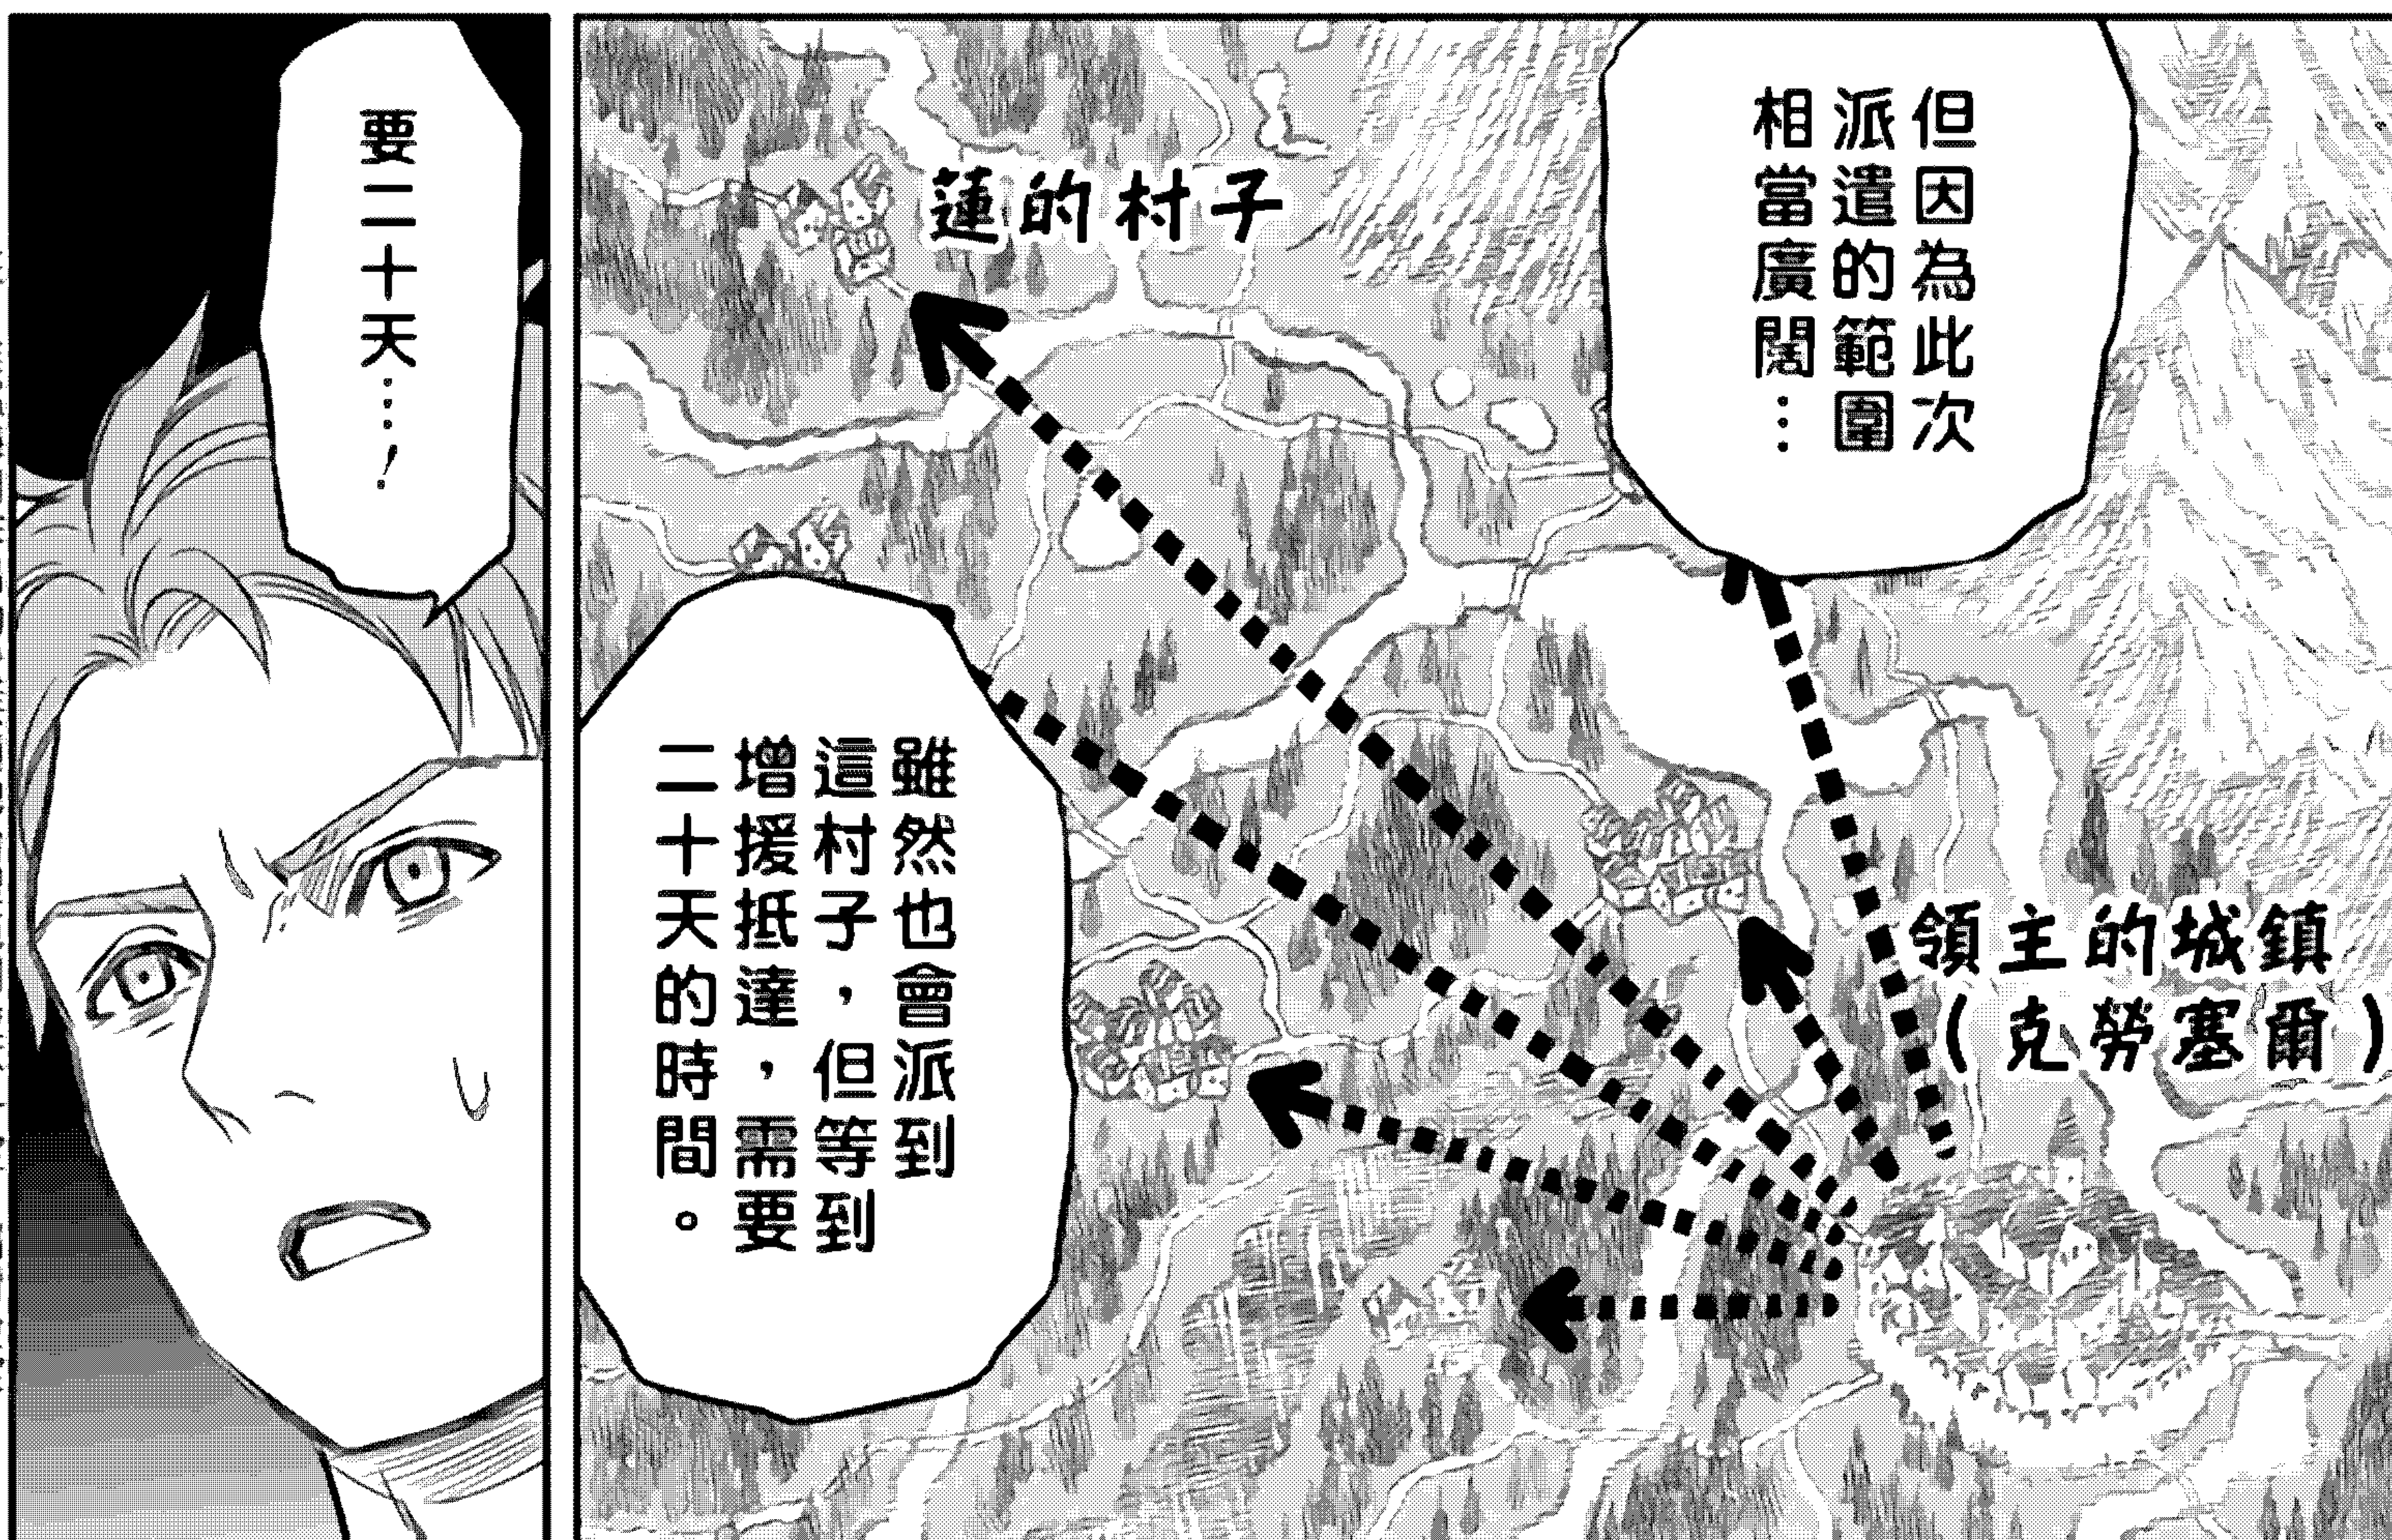 但因為此次
派遣的範圍
相當廣闊…
蓮的村子
領主的城鎮
(克勞塞爾)
雖然也會派到
這村子,但等到
增援抵達,需要
二十天的時間。
要二十天…!